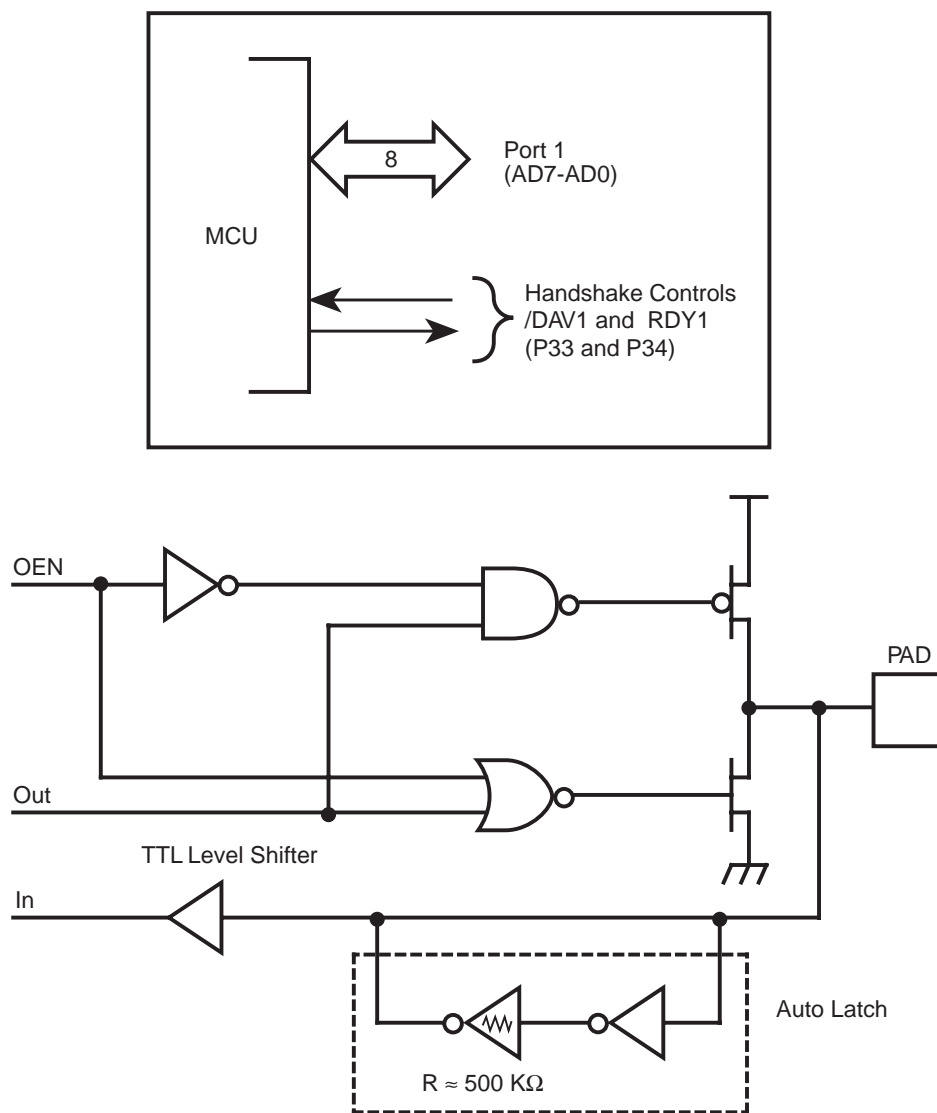 8
Port 1
(AD7-AD0)
MCU
Handshake Controls
/DAV1 and RDY1
(P33 and P34)
OEN
PAD
Out
TTL Level Shifter
In
Auto Latch
R ≈ 500 KΩ